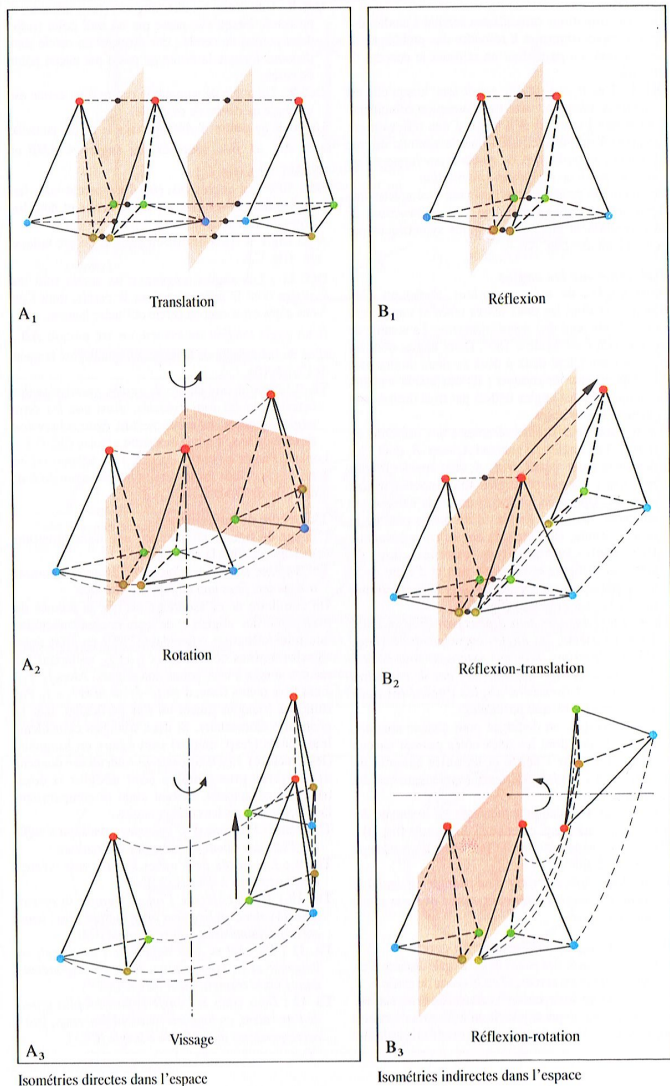 Translation
A₁
Rotation
A₂
Vissage
A₃
Isométries directes dans l'espace
Réflexion
B₁
Réflexion-translation
B₂
Réflexion-rotation
B₃
Isométries indirectes dans l'espace